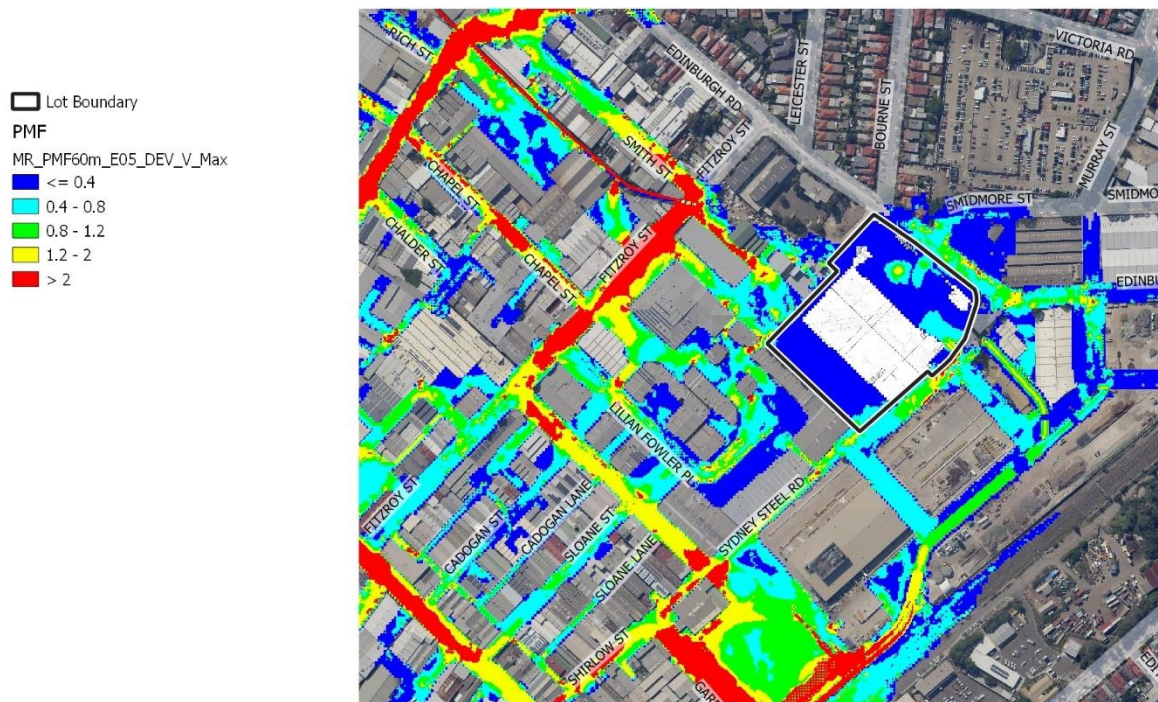 Lot Boundary
PMF
MR_PMF60m_E05_DEV_V_Max
<= 0.4
0.4 - 0.8
0.8 - 1.2
1.2 - 2
> 2
RICH ST
EDINBURGH RD
LEICESTER ST
BOURNE ST
VICTORIA RD
MURRAY ST
SMITH ST
FITZROY ST
SMIDMORE ST
SMIDMO
CHAPEL ST
CHALDER ST
CHAPEL ST
FITZROY ST
EDINBU
LILIAN FOWLER PL
FITZROY ST
CADOGAN ST
CADOGAN LANE
SLOANE ST
SLOANE LANE
SYDNEY STEEL RD
SHIRLOW ST
GAR
EDI